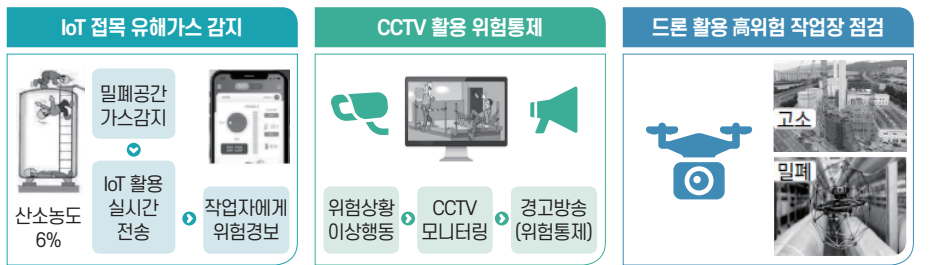 IoT 접목 유해가스 감지
밀폐공간
가스감지
IoT 활용
실시간
전송
산소농도
6%
작업자에게
위험경보
CCTV 활용 위험통제
위험상황
이상행동
CCTV
모니터링
경고방송
(위험통제)
드론 활용 高위험 작업장 점검
고소
밀폐